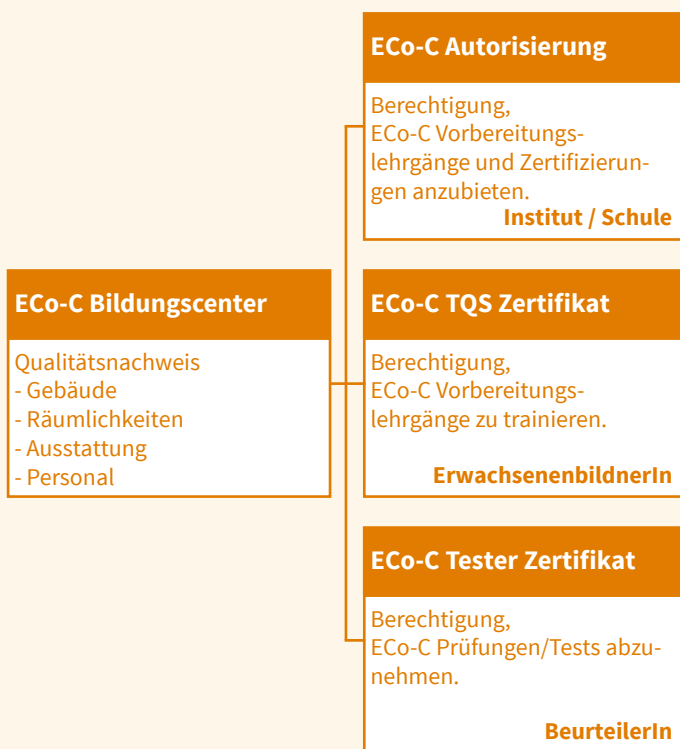 ECo-C Autorisierung
Berechtigung,
ECo-C Vorbereitungs-
lehrgänge und Zertifizierun-
gen anzubieten.
Institut / Schule
ECo-C Bildungscenter
Qualitätsnachweis
- Gebäude
- Räumlichkeiten
- Ausstattung
- Personal
ECo-C TQS Zertifikat
Berechtigung,
ECo-C Vorbereitungs-
lehrgänge zu trainieren.
ErwachsenenbildnerIn
ECo-C Tester Zertifikat
Berechtigung,
ECo-C Prüfungen/Tests abzu-
nehmen.
BeurteilerIn